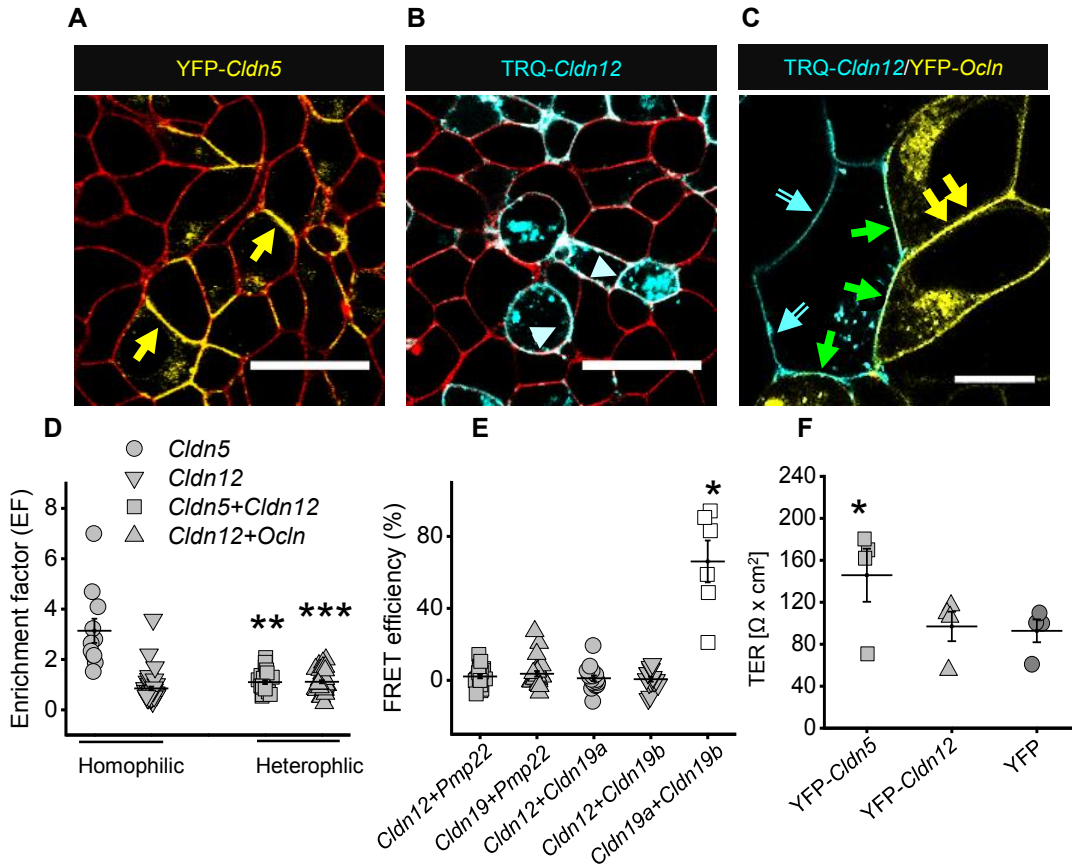 A
B
C
YFP-Cldn5
TRQ-Cldn12
TRQ-Cldn12/YFP-Ocln
D
E
F
Cldn5
Cldn12
Cldn5+Cldn12
Cldn12+Ocln
Enrichment factor (EF)
8
6
4
2
0
** ***
Homophilic
Heterophlic
FRET efficiency (%)
80
40
0
*
Cldn12+Pmp22
Cldn19+Pmp22
Cldn12+Cldn19a
Cldn12+Cldn19b
Cldn19a+Cldn19b
TER [Ω x cm²]
240
200
160
120
80
40
0
*
YFP-Cldn5
YFP-Cldn12
YFP